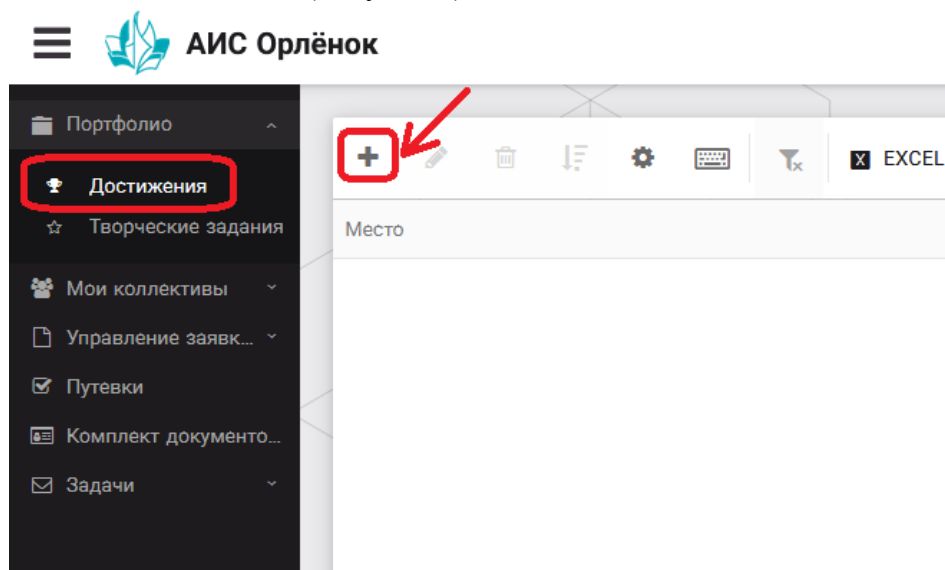 АИС Орлёнок
Портфолио
Достижения
Творческие задания
Мои коллективы
Управление заявк...
Путевки
Комплект документо...
Задачи
X EXCEL
Место